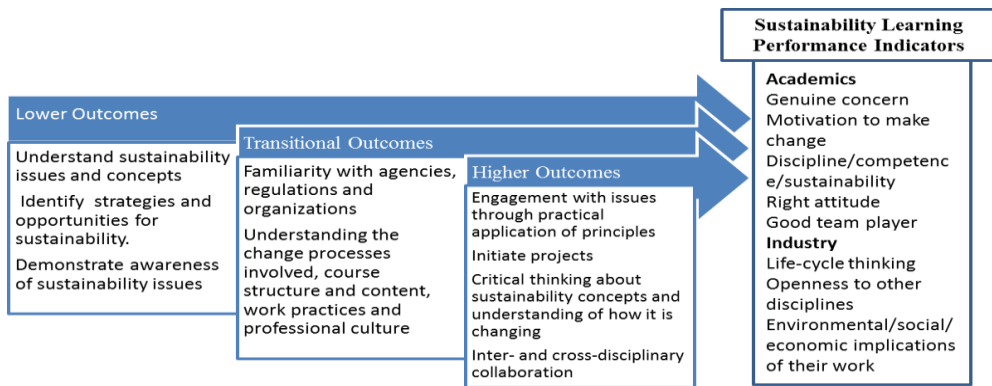 Lower Outcomes
Understand sustainability
issues and concepts
Identify strategies and
opportunities for
sustainability.
Demonstrate awareness
of sustainability issues
Transitional Outcomes
Familiarity with agencies,
regulations and
organizations
Understanding the
change processes
involved, course
structure and content,
work practices and
professional culture
Higher Outcomes
Engagement with issues
through practical
application of principles
Initiate projects
Critical thinking about
sustainability concepts and
understanding of how it is
changing
Inter- and cross-disciplinary
collaboration
Sustainability Learning
Performance Indicators
Academics
Genuine concern
Motivation to make
change
Discipline/competenc
e/sustainability
Right attitude
Good team player
Industry
Life-cycle thinking
Openness to other
disciplines
Environmental/social/
economic implications
of their work